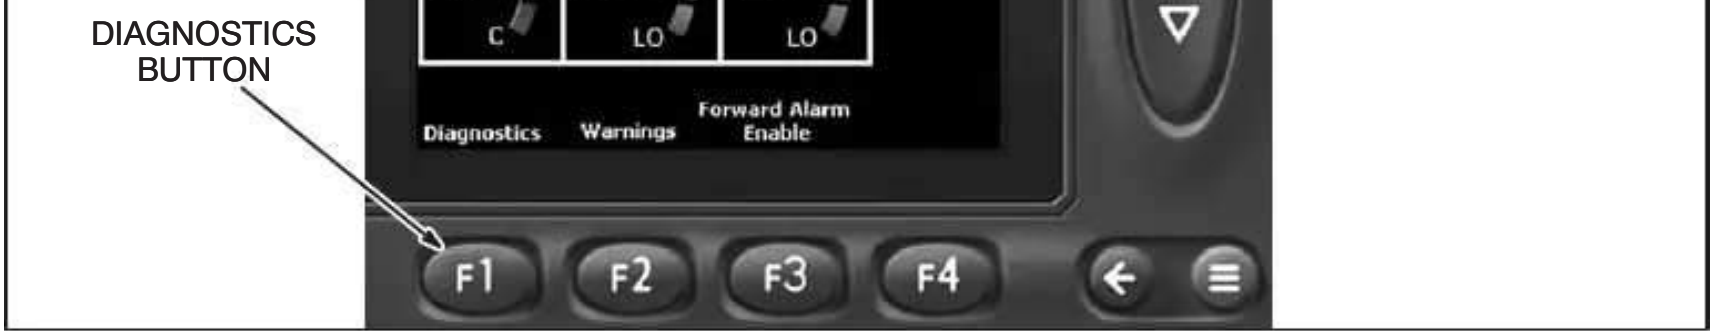 DIAGNOSTICS
BUTTON
C
LO
LO
Diagnostics
Warnings
Forward Alarm
Enable
F1
F2
F3
F4